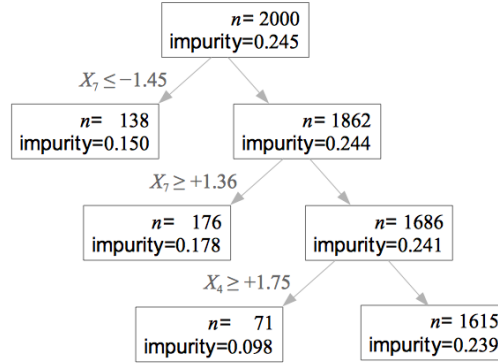 n= 2000
impurity=0.245
X₇ ≤ −1.45
n= 138
impurity=0.150
n= 1862
impurity=0.244
X₇ ≥ +1.36
n= 176
impurity=0.178
n= 1686
impurity=0.241
X₄ ≥ +1.75
n= 71
impurity=0.098
n= 1615
impurity=0.239